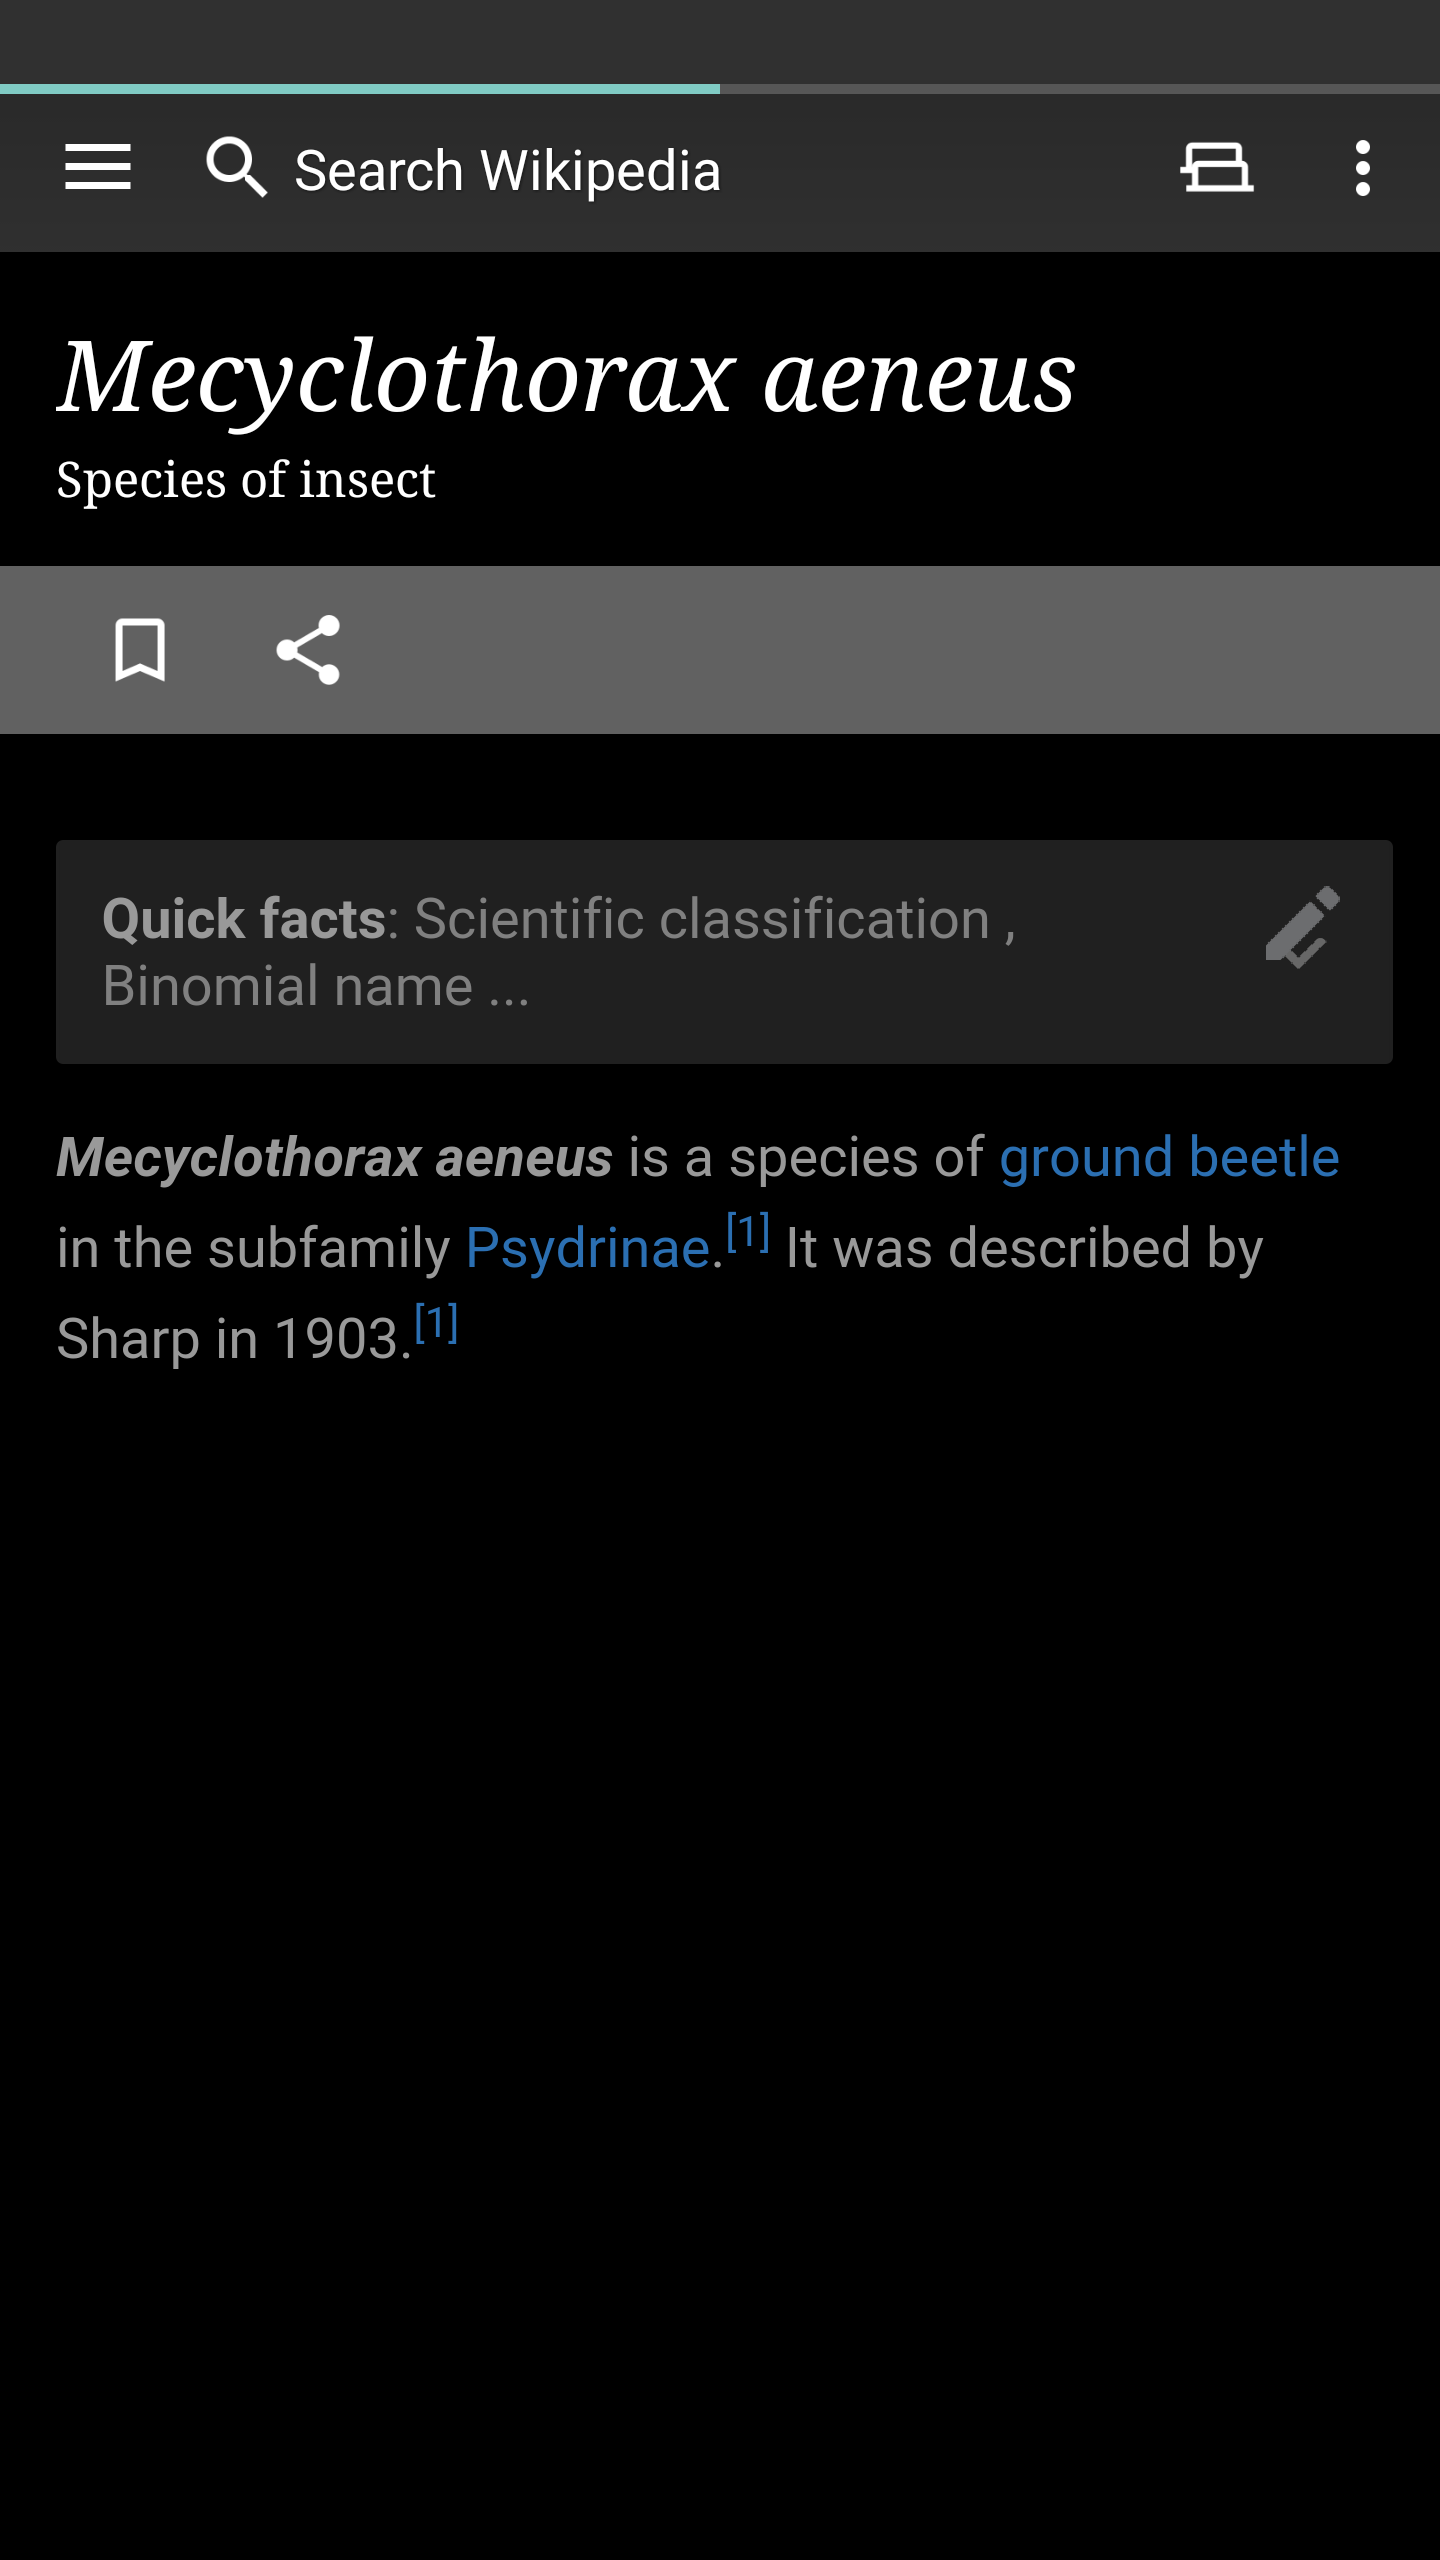 Search Wikipedia
Mecyclothorax aeneus
Species of insect
Quick facts: Scientific classification ,
Binomial name ...
Mecyclothorax aeneus is a species of ground beetle
in the subfamily Psydrinae.[1] It was described by
Sharp in 1903.[1]